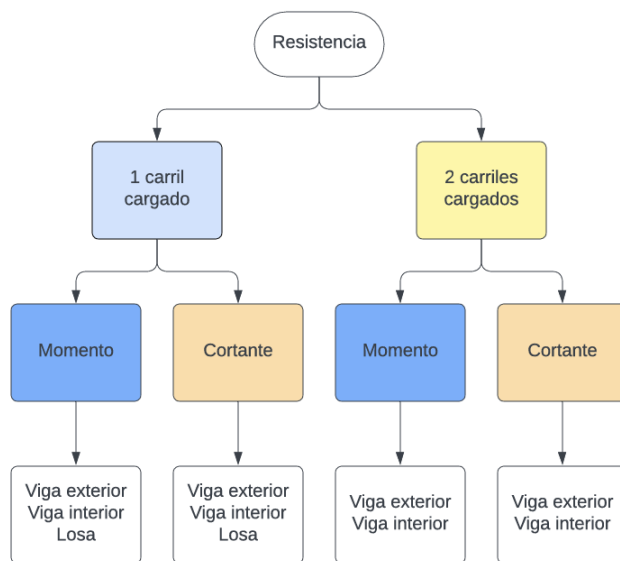 Resistencia
1 carril
cargado
2 carriles
cargados
Momento
Cortante
Momento
Cortante
Viga exterior
Viga interior
Losa
Viga exterior
Viga interior
Losa
Viga exterior
Viga interior
Viga exterior
Viga interior